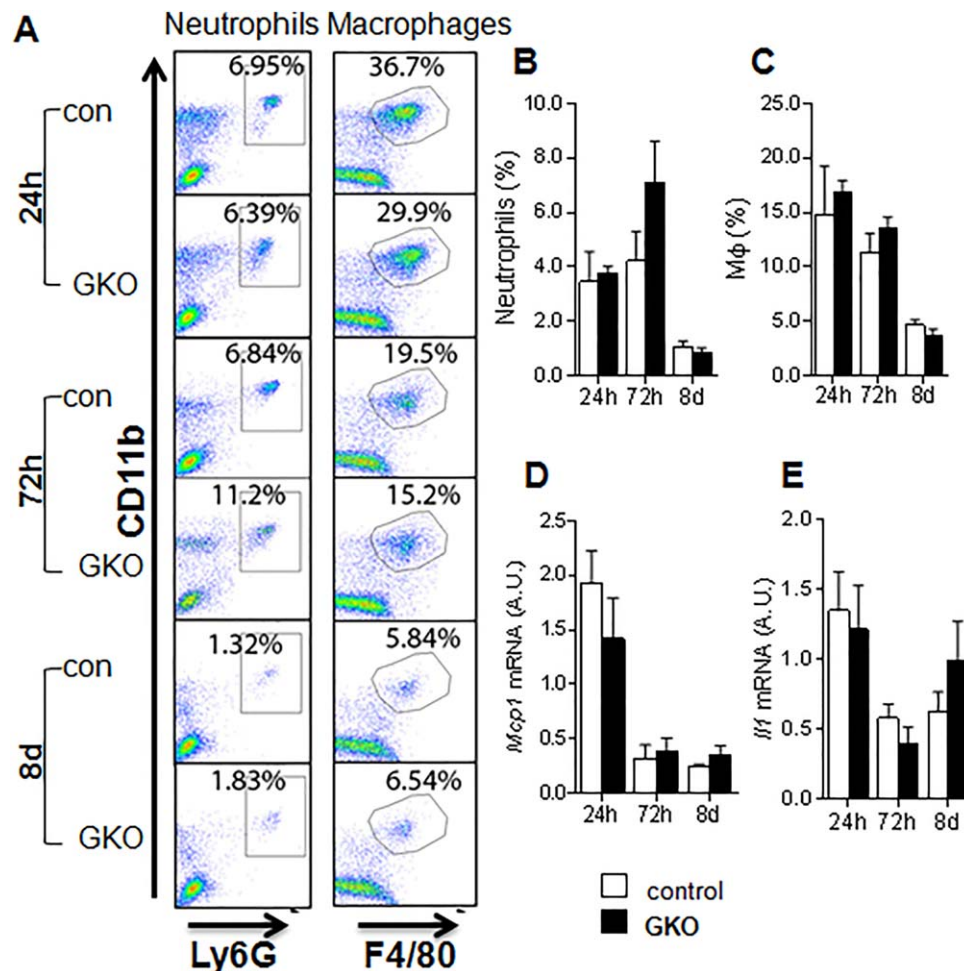 A
Neutrophils Macrophages
CD11b
24h
con
6.95%
36.7%
GKO
6.39%
29.9%
72h
con
6.84%
19.5%
GKO
11.2%
15.2%
8d
con
1.32%
5.84%
GKO
1.83%
6.54%
Ly6G
F4/80
B
Neutrophils (%)
10.0
8.0
6.0
4.0
2.0
0.0
24h 72h 8d
C
Mφ (%)
25.0
20.0
15.0
10.0
5.0
0.0
24h 72h 8d
D
Mcp1 mRNA (A.U.)
2.5
2.0
1.5
1.0
0.5
0.0
24h 72h 8d
E
Il1 mRNA (A.U.)
2.0
1.5
1.0
0.5
0.0
24h 72h 8d
control
GKO